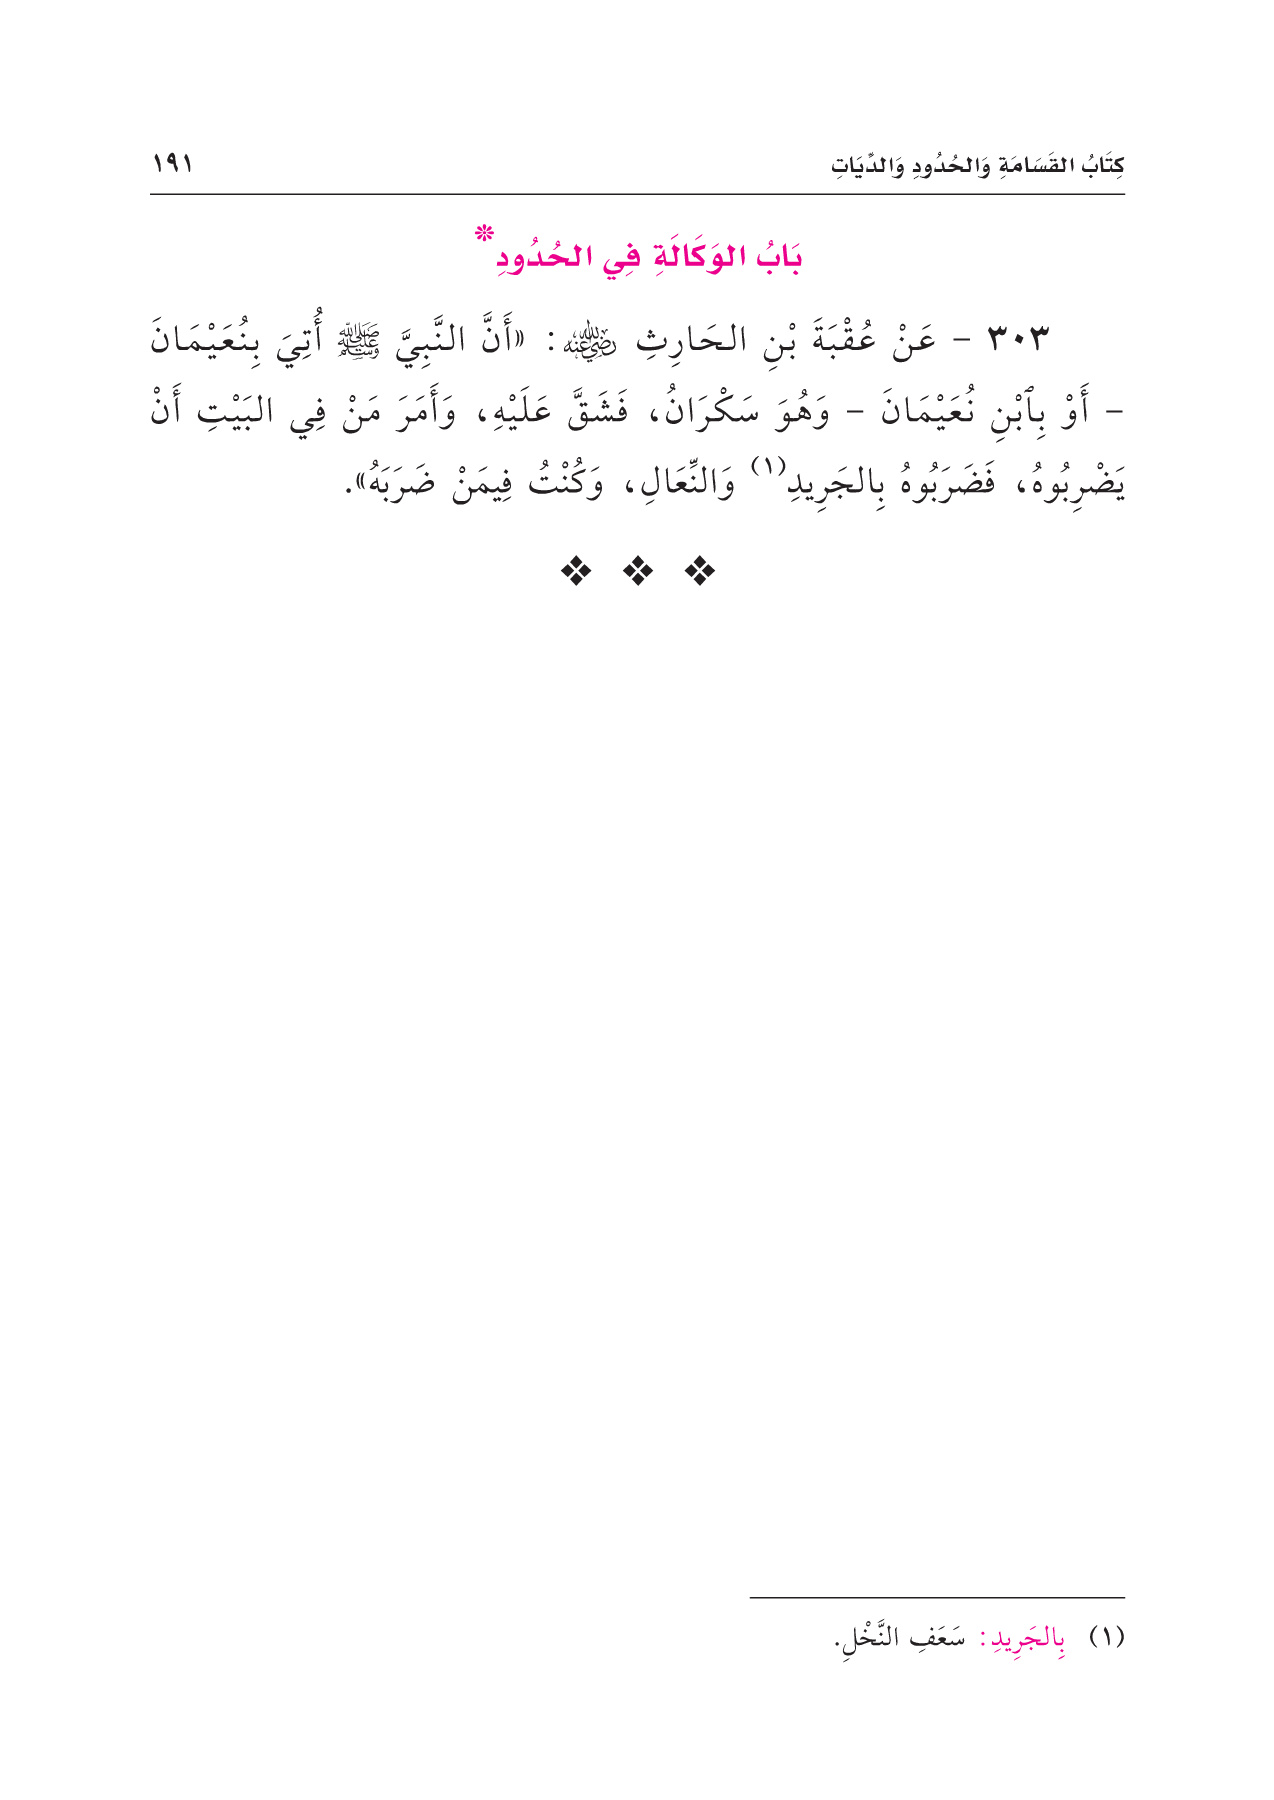 كِتَابُ القَسَامَةِ وَالحُدُودِ وَالدِّيَاتِ ١٩١
بَابُ الوَكَالَةِ فِي الحُدُودِ*
٣٠٣ - عَنْ عُقْبَةَ بْنِ الحَارِثِ رضي الله عنه: «أَنَّ النَّبِيَّ ﷺ أُتِيَ بِنُعَيْمَانَ
- أَوْ بِٱبْنِ نُعَيْمَانَ - وَهُوَ سَكْرَانُ، فَشَقَّ عَلَيْهِ، وَأَمَرَ مَنْ فِي البَيْتِ أَنْ
يَضْرِبُوهُ، فَضَرَبُوهُ بِالجَرِيدِ(١) وَالنِّعَالِ، وَكُنْتُ فِيمَنْ ضَرَبَهُ».
❖ ❖ ❖
(١) بِالجَرِيدِ: سَعَفِ النَّخْلِ.